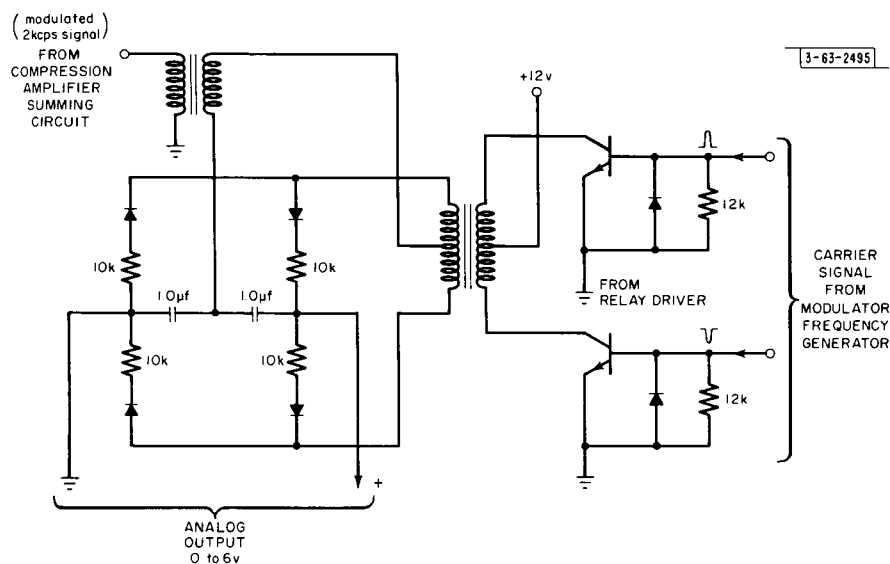 (modulated
2kcps signal)
FROM
COMPRESSION
AMPLIFIER
SUMMING
CIRCUIT
3-63-2495
+12v
12k
10k
10k
1.0μf
1.0μf
FROM
RELAY DRIVER
CARRIER
SIGNAL
FROM
MODULATOR
FREQUENCY
GENERATOR
10k
10k
12k
+
ANALOG
OUTPUT
0 to 6v